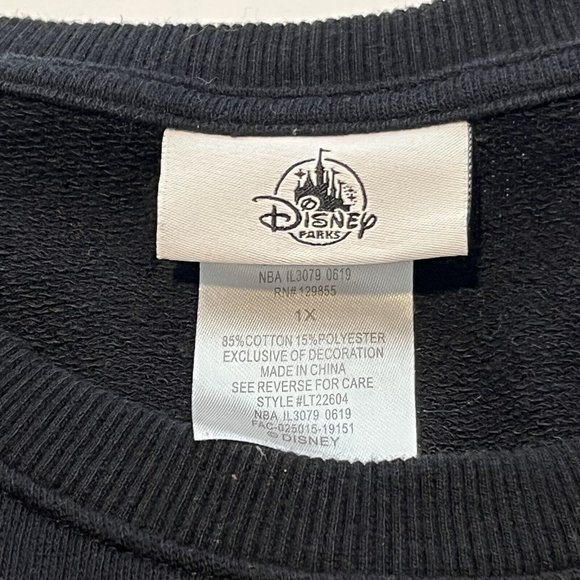 Disney
PARKS
NBA IL3079 0619
RN# 129855
1X
85%COTTON 15%POLYESTER
EXCLUSIVE OF DECORATION
MADE IN CHINA
SEE REVERSE FOR CARE
STYLE #LT22604
NBA IL3079 0619
FAC-025015-19151
© DISNEY